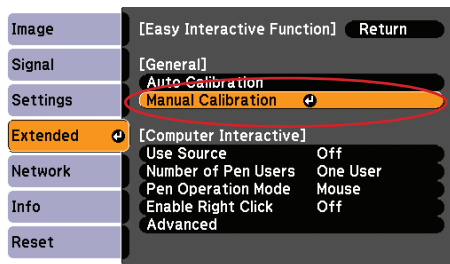 Image
Signal
Settings
Extended
Network
Info
Reset
[Easy Interactive Function] Return
[General]
Auto Calibration
Manual Calibration
[Computer Interactive]
Use Source Off
Number of Pen Users One User
Pen Operation Mode Mouse
Enable Right Click Off
Advanced